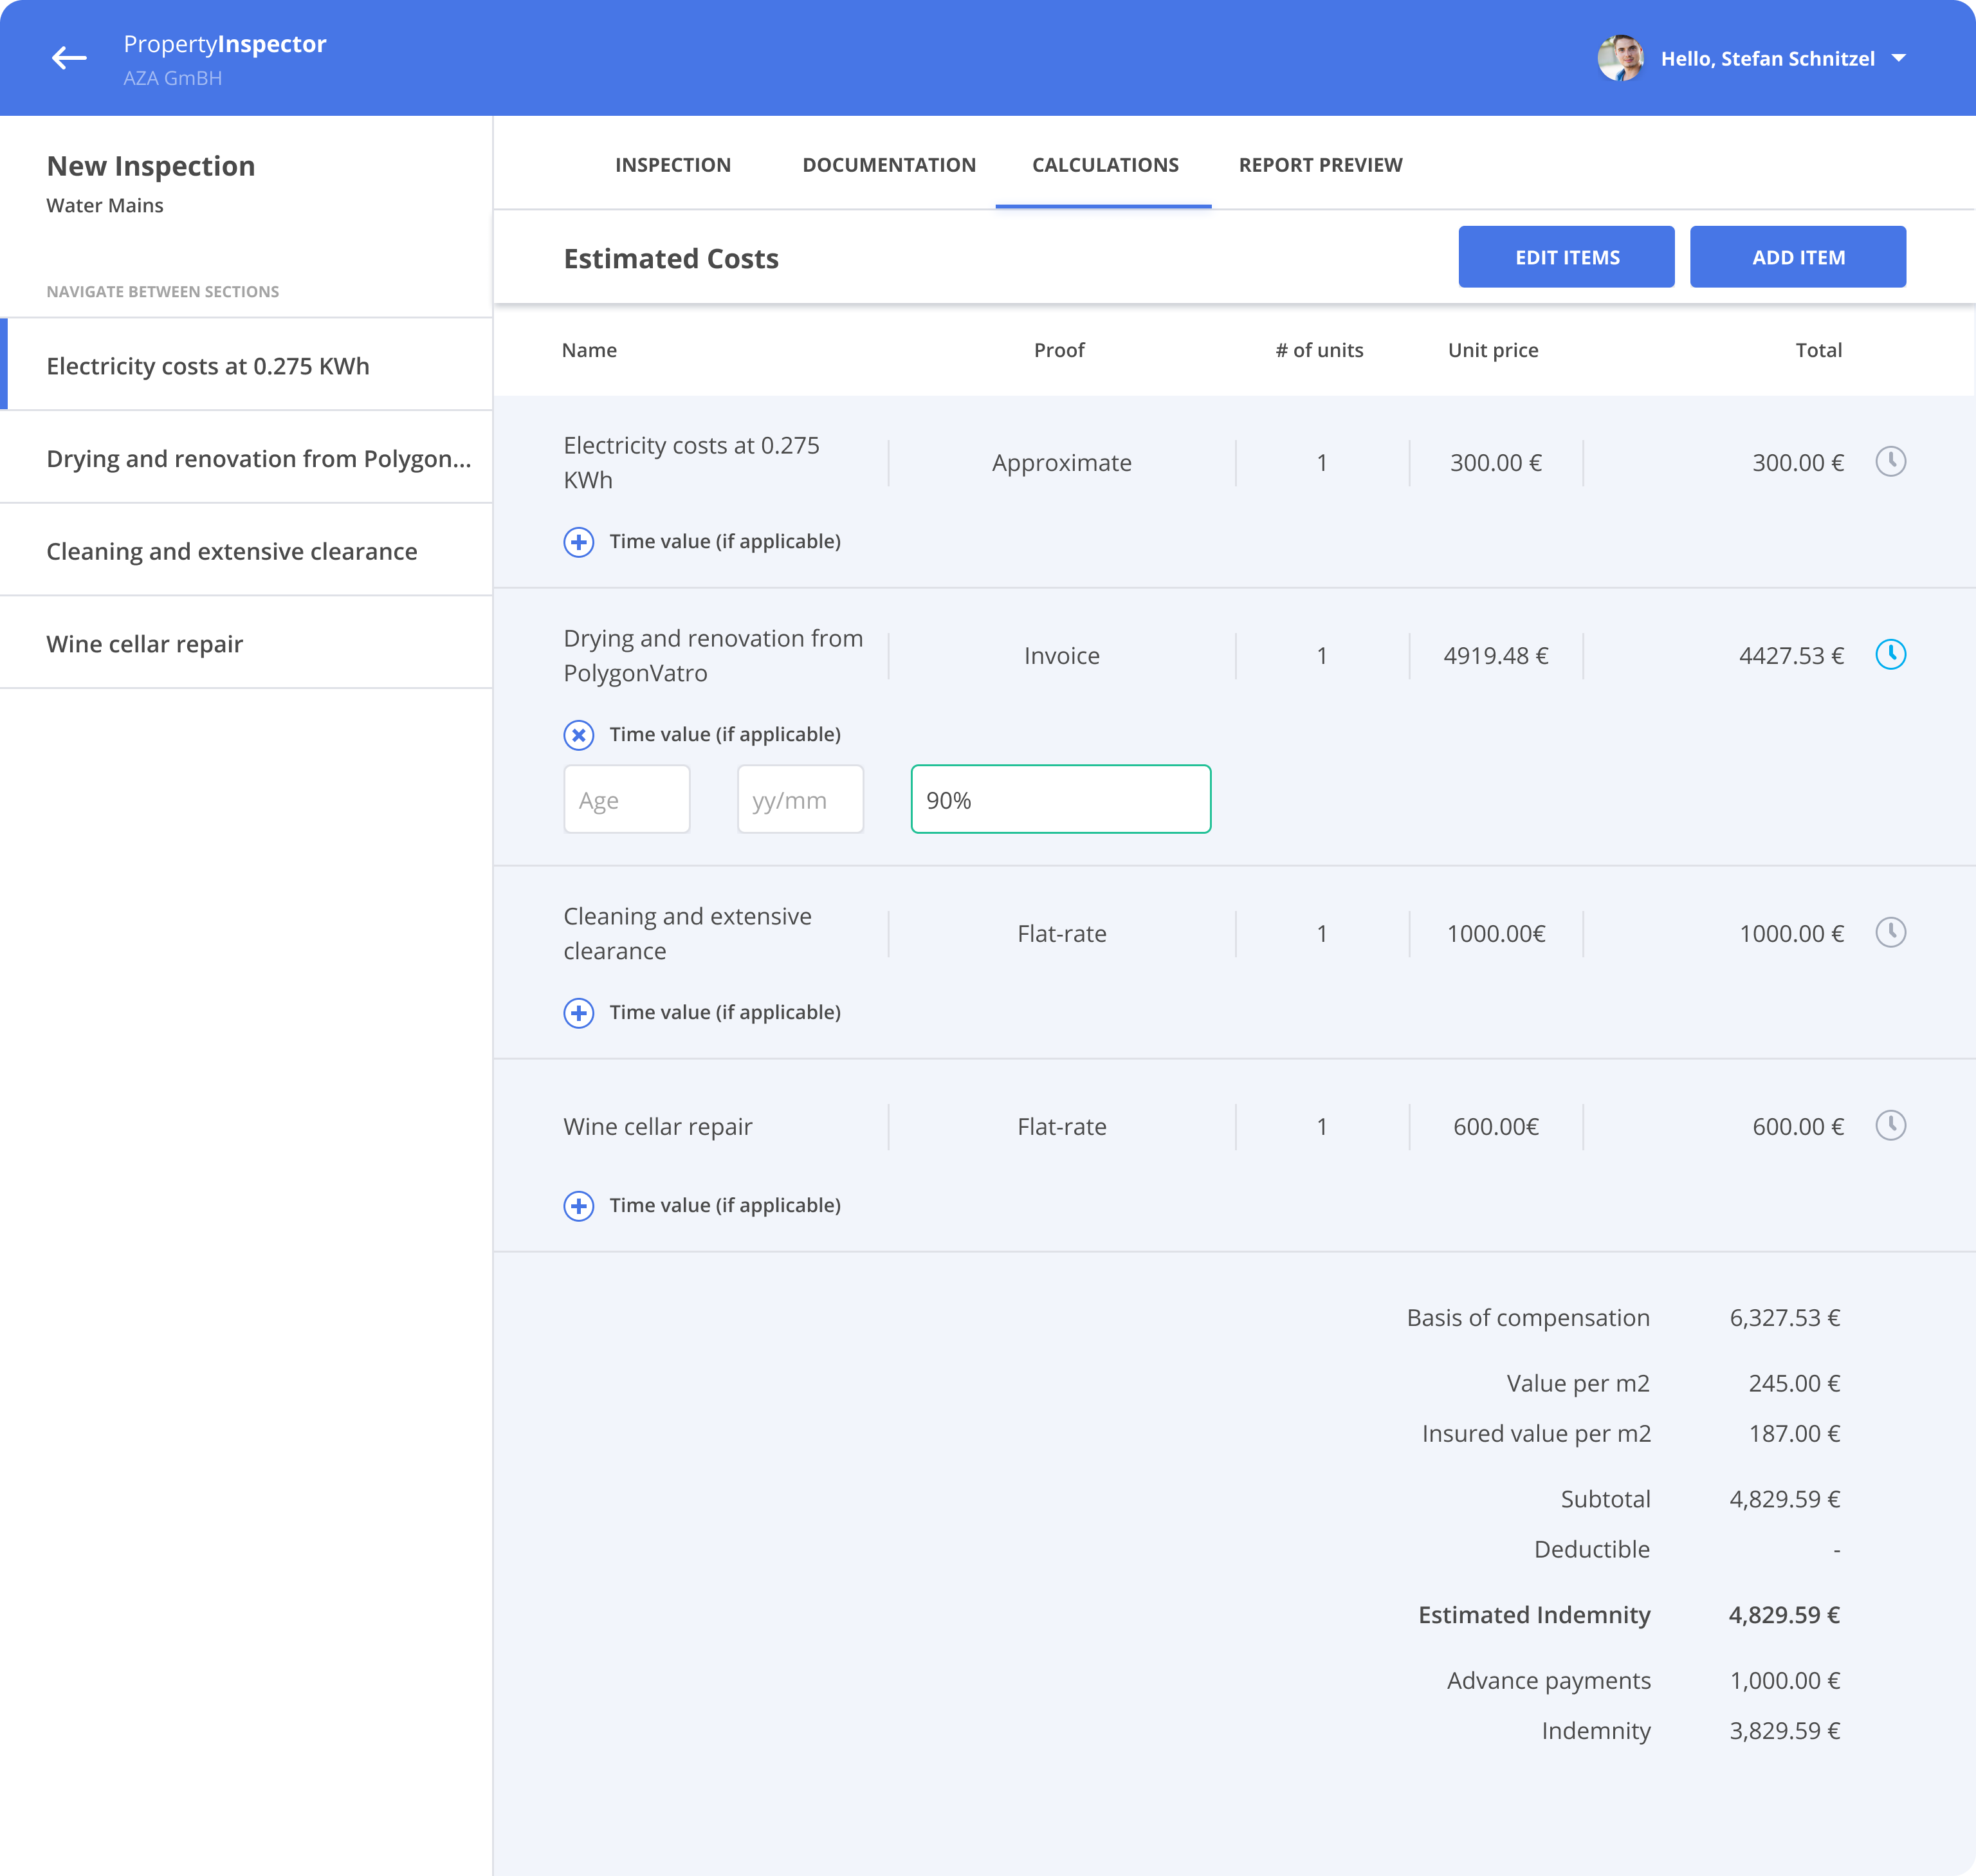 PropertyInspector
AZA GmBH
Hello, Stefan Schnitzel
New Inspection
Water Mains
NAVIGATE BETWEEN SECTIONS
Electricity costs at 0.275 KWh
Drying and renovation from Polygon...
Cleaning and extensive clearance
Wine cellar repair
INSPECTION DOCUMENTATION CALCULATIONS REPORT PREVIEW
Estimated Costs
EDIT ITEMS ADD ITEM
Name Proof # of units Unit price Total
Electricity costs at 0.275
KWh
Approximate 1 300.00 € 300.00 €
Time value (if applicable)
Drying and renovation from
PolygonVatro
Invoice 1 4919.48 € 4427.53 €
Time value (if applicable)
Age yy/mm 90%
Cleaning and extensive
clearance
Flat-rate 1 1000.00€ 1000.00 €
Time value (if applicable)
Wine cellar repair Flat-rate 1 600.00€ 600.00 €
Time value (if applicable)
Basis of compensation 6,327.53 €
Value per m2 245.00 €
Insured value per m2 187.00 €
Subtotal 4,829.59 €
Deductible -
Estimated Indemnity 4,829.59 €
Advance payments 1,000.00 €
Indemnity 3,829.59 €